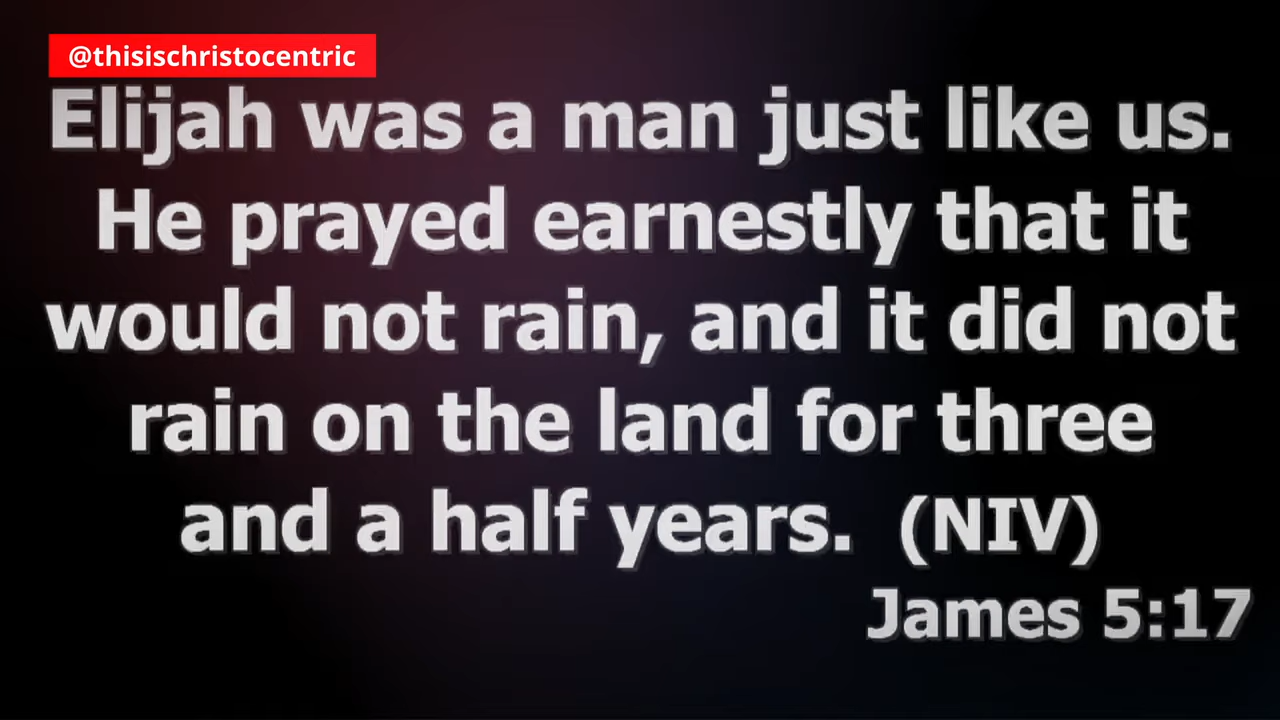 @thisischristocentric
Elijah was a man just like us.
He prayed earnestly that it
would not rain, and it did not
rain on the land for three
and a half years.  (NIV)
James 5:17